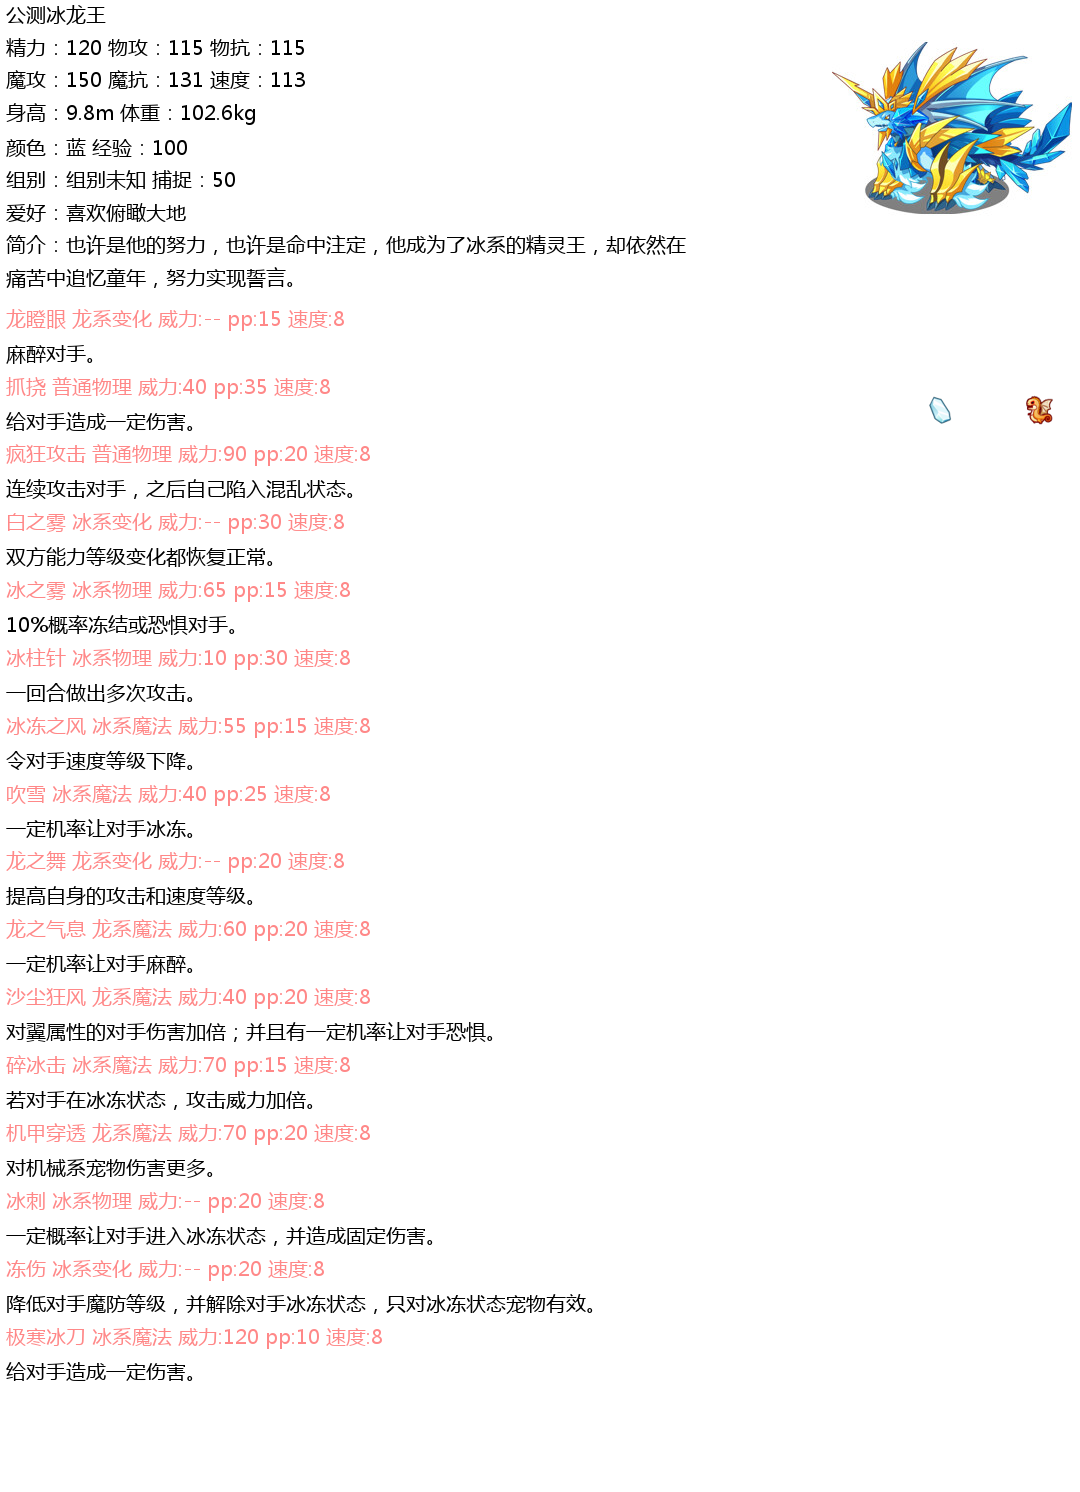 公测冰龙王
精力：120 物攻：115 物抗：115
魔攻：150 魔抗：131 速度：113
身高：9.8m 体重：102.6kg
颜色：蓝 经验：100
组别：组别未知 捕捉：50
爱好：喜欢俯瞰大地
简介：也许是他的努力，也许是命中注定，他成为了冰系的精灵王，却依然在
痛苦中追忆童年，努力实现誓言。
龙瞪眼 龙系变化 威力:-- pp:15 速度:8
麻醉对手。
抓挠 普通物理 威力:40 pp:35 速度:8
给对手造成一定伤害。
疯狂攻击 普通物理 威力:90 pp:20 速度:8
连续攻击对手，之后自己陷入混乱状态。
白之雾 冰系变化 威力:-- pp:30 速度:8
双方能力等级变化都恢复正常。
冰之雾 冰系物理 威力:65 pp:15 速度:8
10%概率冻结或恐惧对手。
冰柱针 冰系物理 威力:10 pp:30 速度:8
一回合做出多次攻击。
冰冻之风 冰系魔法 威力:55 pp:15 速度:8
令对手速度等级下降。
吹雪 冰系魔法 威力:40 pp:25 速度:8
一定机率让对手冰冻。
龙之舞 龙系变化 威力:-- pp:20 速度:8
提高自身的攻击和速度等级。
龙之气息 龙系魔法 威力:60 pp:20 速度:8
一定机率让对手麻醉。
沙尘狂风 龙系魔法 威力:40 pp:20 速度:8
对翼属性的对手伤害加倍；并且有一定机率让对手恐惧。
碎冰击 冰系魔法 威力:70 pp:15 速度:8
若对手在冰冻状态，攻击威力加倍。
机甲穿透 龙系魔法 威力:70 pp:20 速度:8
对机械系宠物伤害更多。
冰刺 冰系物理 威力:-- pp:20 速度:8
一定概率让对手进入冰冻状态，并造成固定伤害。
冻伤 冰系变化 威力:-- pp:20 速度:8
降低对手魔防等级，并解除对手冰冻状态，只对冰冻状态宠物有效。
极寒冰刀 冰系魔法 威力:120 pp:10 速度:8
给对手造成一定伤害。